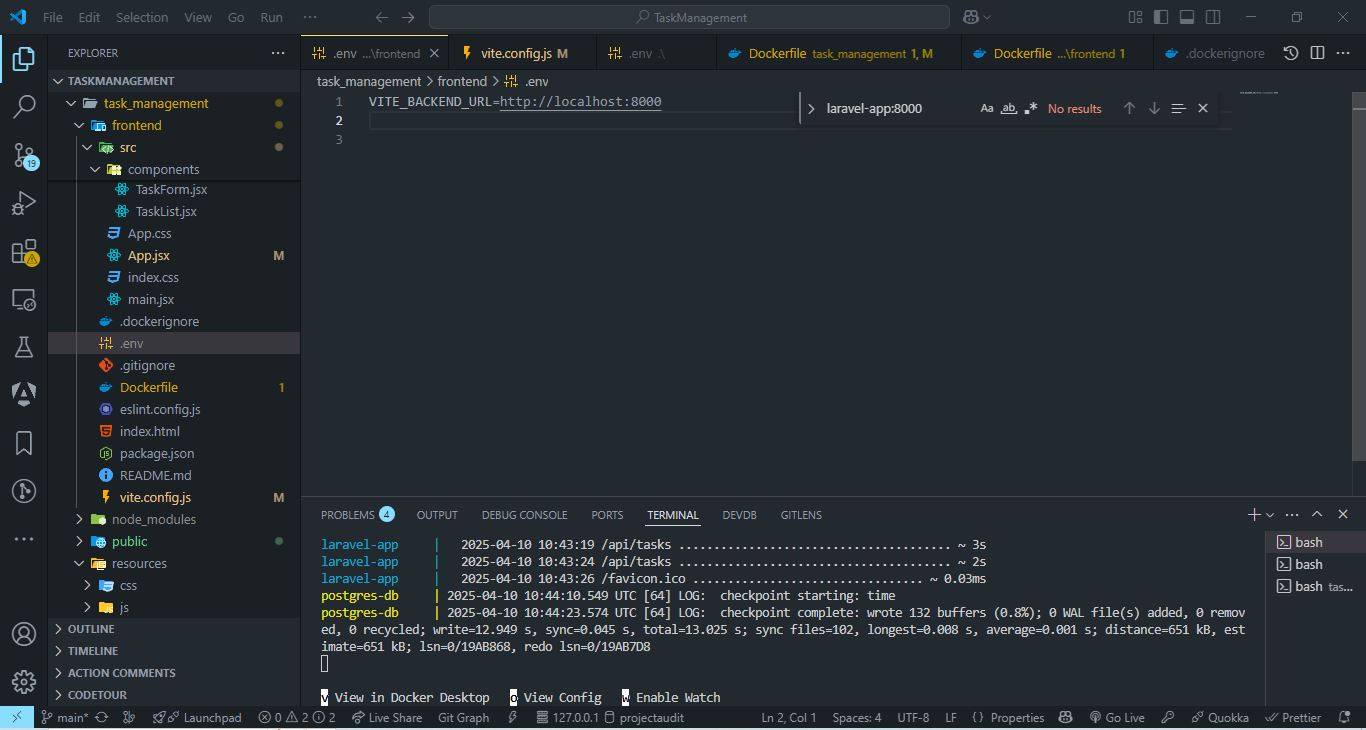 File Edit Selection View Go Run ··· TaskManagement
EXPLORER ···
.env ...\frontend
vite.config.js M
.env .\
Dockerfile task_management 1, M
Dockerfile ...\frontend 1
.dockerignore
TASKMANAGEMENT
task_management > frontend > .env
task_management
frontend
src
components
TaskForm.jsx
TaskList.jsx
App.css
App.jsx M
index.css
main.jsx
.dockerignore
.env
.gitignore
Dockerfile 1
eslint.config.js
index.html
package.json
README.md
vite.config.js M
node_modules
public
resources
css
js
OUTLINE
TIMELINE
ACTION COMMENTS
CODETOUR
19
1 VITE_BACKEND_URL=http://localhost:8000
2
3
laravel-app:8000 Aa ab .* No results
PROBLEMS 4 OUTPUT DEBUG CONSOLE PORTS TERMINAL DEVDB GITLENS
laravel-app | 2025-04-10 10:43:19 /api/tasks ..................................... ~ 3s
laravel-app | 2025-04-10 10:43:24 /api/tasks ..................................... ~ 2s
laravel-app | 2025-04-10 10:43:26 /favicon.ico ............................... ~ 0.03ms
postgres-db | 2025-04-10 10:44:10.549 UTC [64] LOG:  checkpoint starting: time
postgres-db | 2025-04-10 10:44:23.574 UTC [64] LOG:  checkpoint complete: wrote 132 buffers (0.8%); 0 WAL file(s) added, 0 remov
ed, 0 recycled; write=12.949 s, sync=0.045 s, total=13.025 s; sync files=102, longest=0.008 s, average=0.001 s; distance=651 kB, est
imate=651 kB; lsn=0/19AB868, redo lsn=0/19AB7D8
v View in Docker Desktop o View Config w Enable Watch
bash
bash
bash tas...
main* Launchpad 0 2 2 Live Share Git Graph 127.0.0.1 projectaudit Ln 2, Col 1 Spaces: 4 UTF-8 LF {} Properties Go Live Quokka Prettier